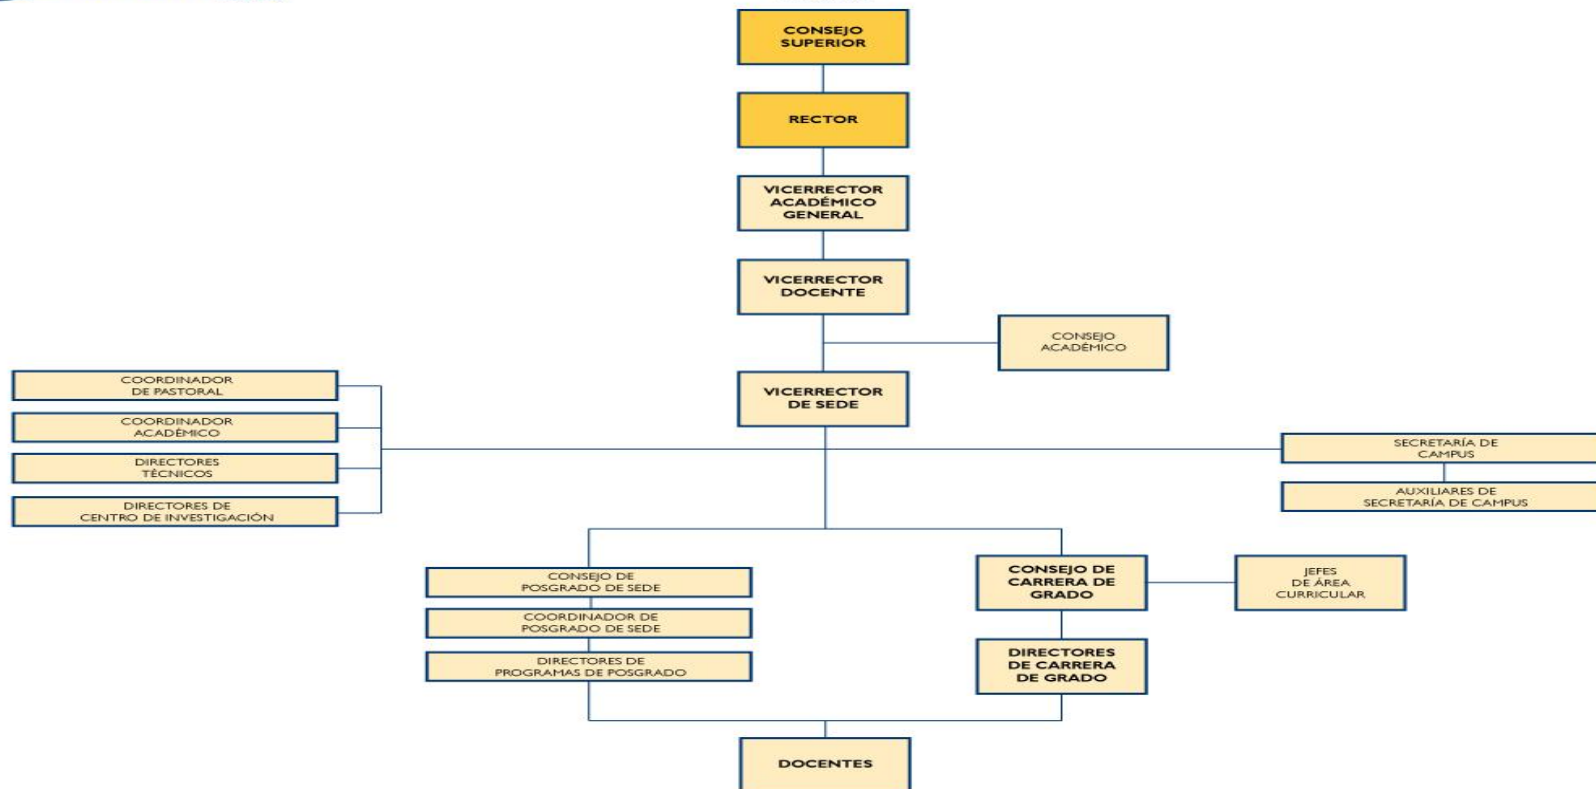 CONSEJO
SUPERIOR
RECTOR
VICERRECTOR
ACADÉMICO
GENERAL
VICERRECTOR
DOCENTE
CONSEJO
ACADÉMICO
VICERRECTOR
DE SEDE
COORDINADOR
DE PASTORAL
COORDINADOR
ACADÉMICO
DIRECTORES
TÉCNICOS
DIRECTORES DE
CENTRO DE INVESTIGACIÓN
SECRETARÍA DE
CAMPUS
AUXILIARES DE
SECRETARÍA DE CAMPUS
CONSEJO DE
POSGRADO DE SEDE
COORDINADOR DE
POSGRADO DE SEDE
DIRECTORES DE
PROGRAMAS DE POSGRADO
CONSEJO DE
CARRERA DE
GRADO
JEFES
DE ÁREA
CURRICULAR
DIRECTORES
DE CARRERA
DE GRADO
DOCENTES